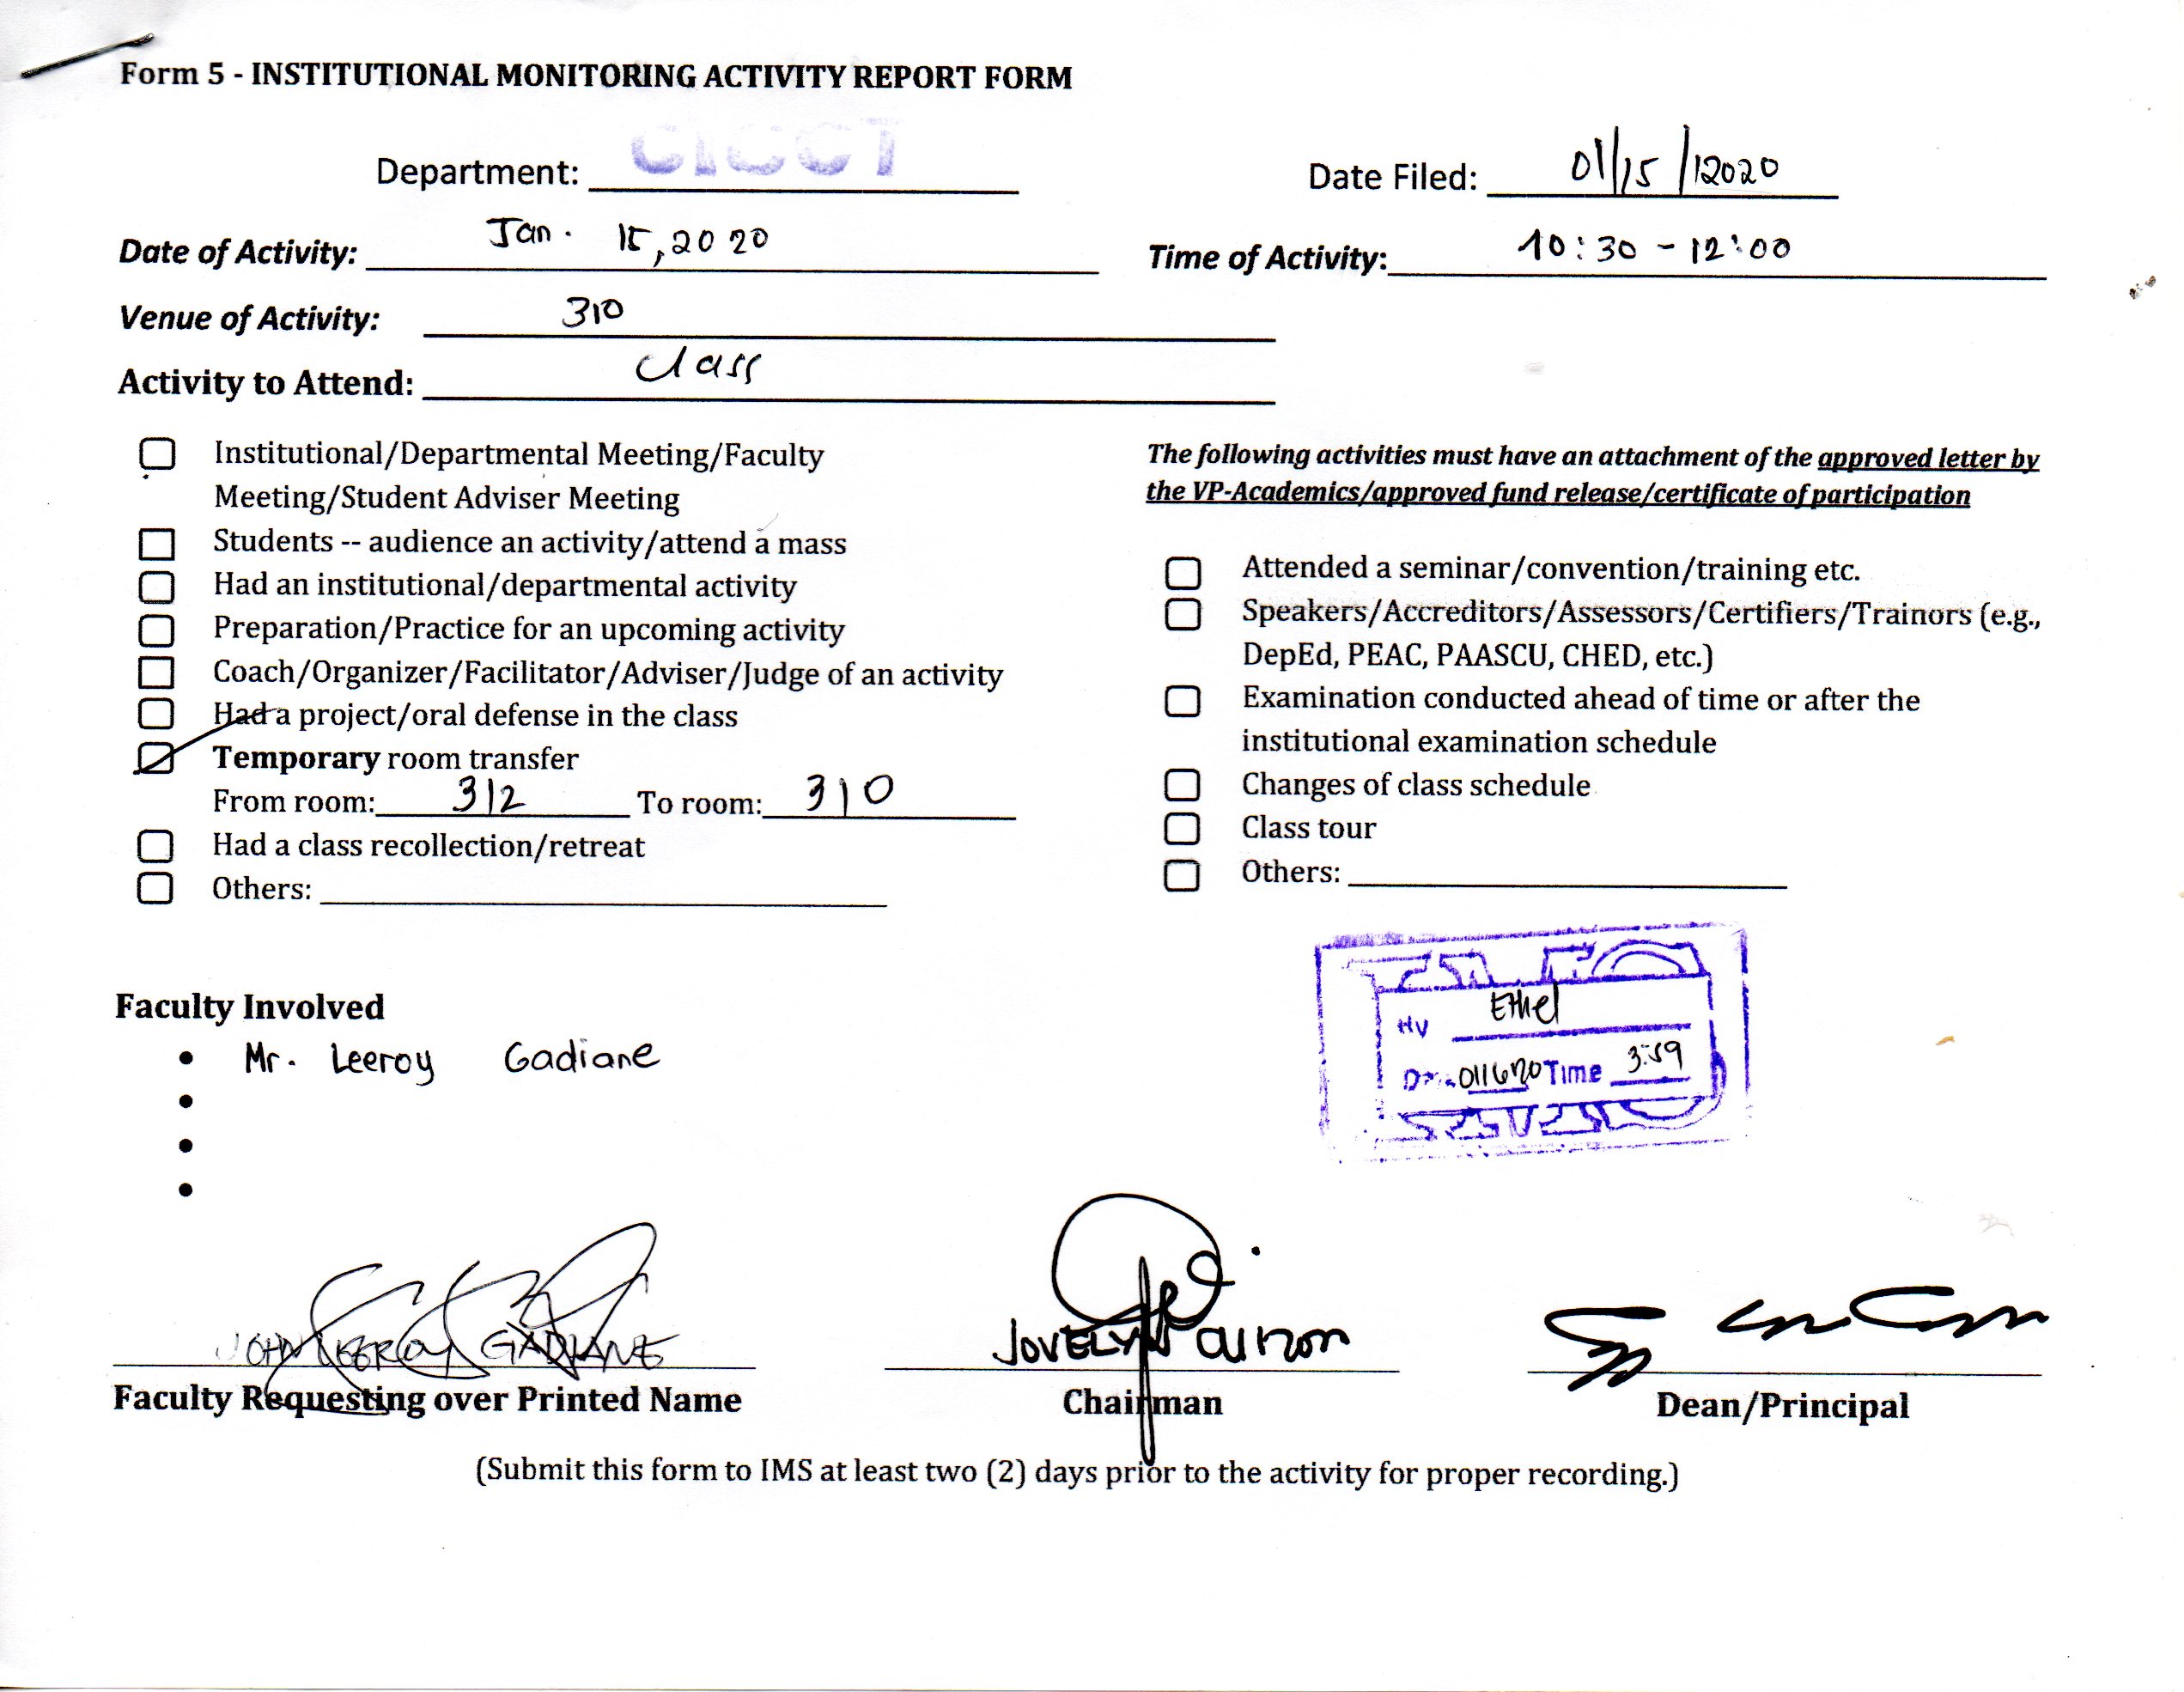 Form 5 - INSTITUTIONAL MONITORING ACTIVITY REPORT FORM
Department: CICCT
Date Filed: 01/15/2020
Date of Activity: Jan. 15, 2020
Time of Activity: 10:30 - 12:00
Venue of Activity: 310
Activity to Attend: class
Institutional/Departmental Meeting/Faculty
Meeting/Student Adviser Meeting
Students -- audience an activity/attend a mass
Had an institutional/departmental activity
Preparation/Practice for an upcoming activity
Coach/Organizer/Facilitator/Adviser/Judge of an activity
Had a project/oral defense in the class
Temporary room transfer
From room: 312 To room: 310
Had a class recollection/retreat
Others:
The following activities must have an attachment of the approved letter by
the VP-Academics/approved fund release/certificate of participation
Attended a seminar/convention/training etc.
Speakers/Accreditors/Assessors/Certifiers/Trainors (e.g.,
DepEd, PEAC, PAASCU, CHED, etc.)
Examination conducted ahead of time or after the
institutional examination schedule
Changes of class schedule
Class tour
Others:
Ethel
Time 3:59
Faculty Involved
• Mr. Leeroy Gadiane
•
•
•
JOHN LEEROY GADIANE
JOVELYN
Faculty Requesting over Printed Name
Chairman
Dean/Principal
(Submit this form to IMS at least two (2) days prior to the activity for proper recording.)